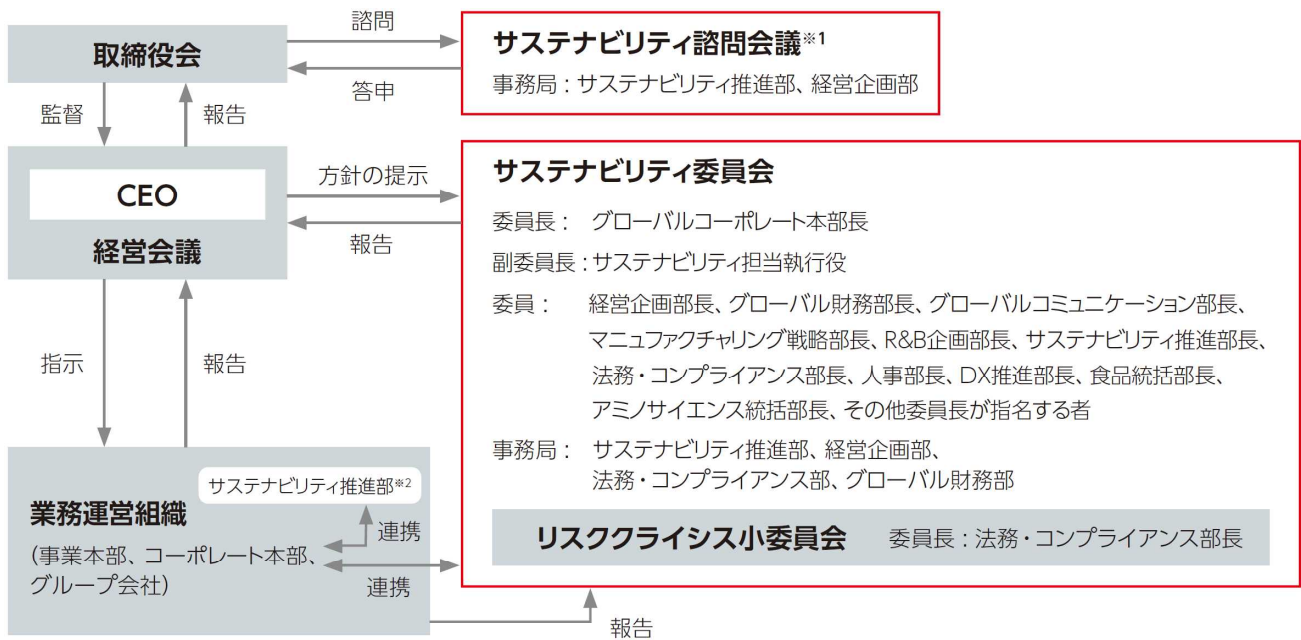 諮問
取締役会
サステナビリティ諮問会議※1
事務局：サステナビリティ推進部、経営企画部
答申
監督
報告
CEO
経営会議
方針の提示
報告
サステナビリティ委員会
委員長： グローバルコーポレート本部長
副委員長：サステナビリティ担当執行役
委員： 経営企画部長、グローバル財務部長、グローバルコミュニケーション部長、
マニュファクチャリング戦略部長、R&B企画部長、サステナビリティ推進部長、
法務・コンプライアンス部長、人事部長、DX推進部長、食品統括部長、
アミノサイエンス統括部長、その他委員長が指名する者
事務局： サステナビリティ推進部、経営企画部、
法務・コンプライアンス部、グローバル財務部
リスククライシス小委員会 委員長：法務・コンプライアンス部長
指示
報告
サステナビリティ推進部※2
業務運営組織
（事業本部、コーポレート本部、
グループ会社）
連携
連携
報告